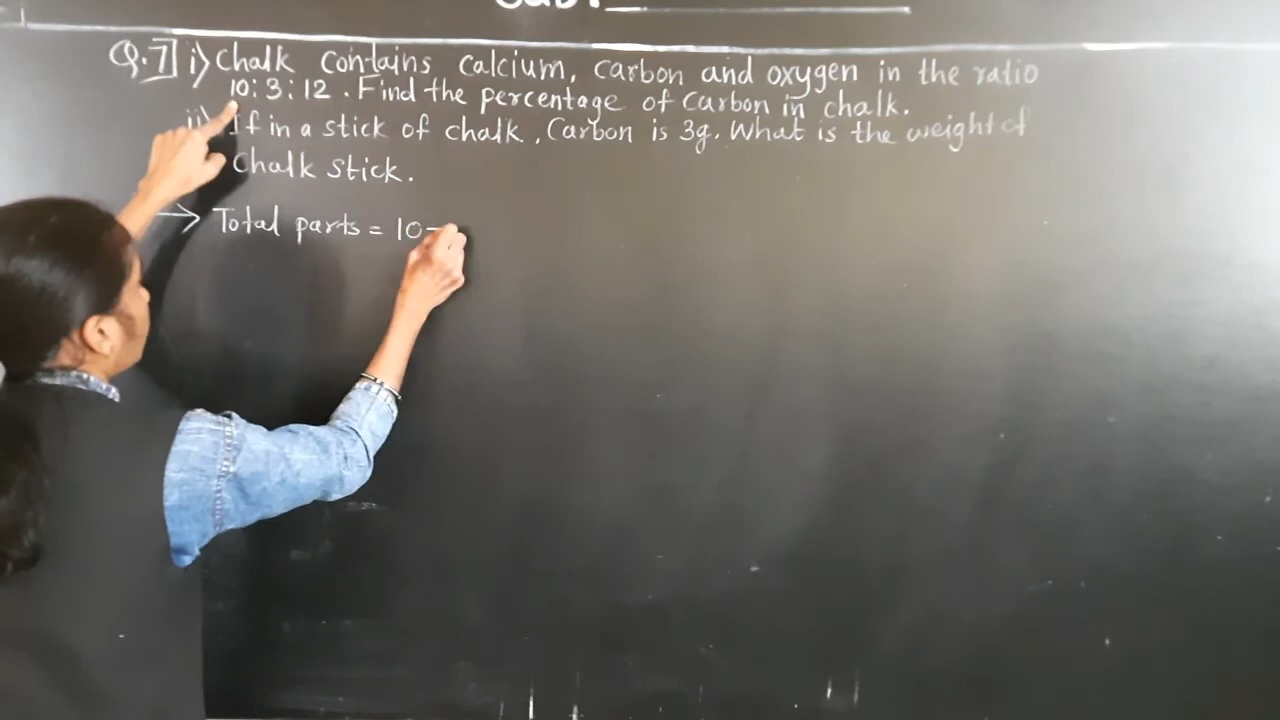 Sub:
Q.7] i) Chalk contains calcium, carbon and oxygen in the ratio
10:3:12. Find the percentage of Carbon in chalk.
ii) If in a stick of chalk, Carbon is 3g. What is the weight of
Chalk stick.
→ Total parts = 10